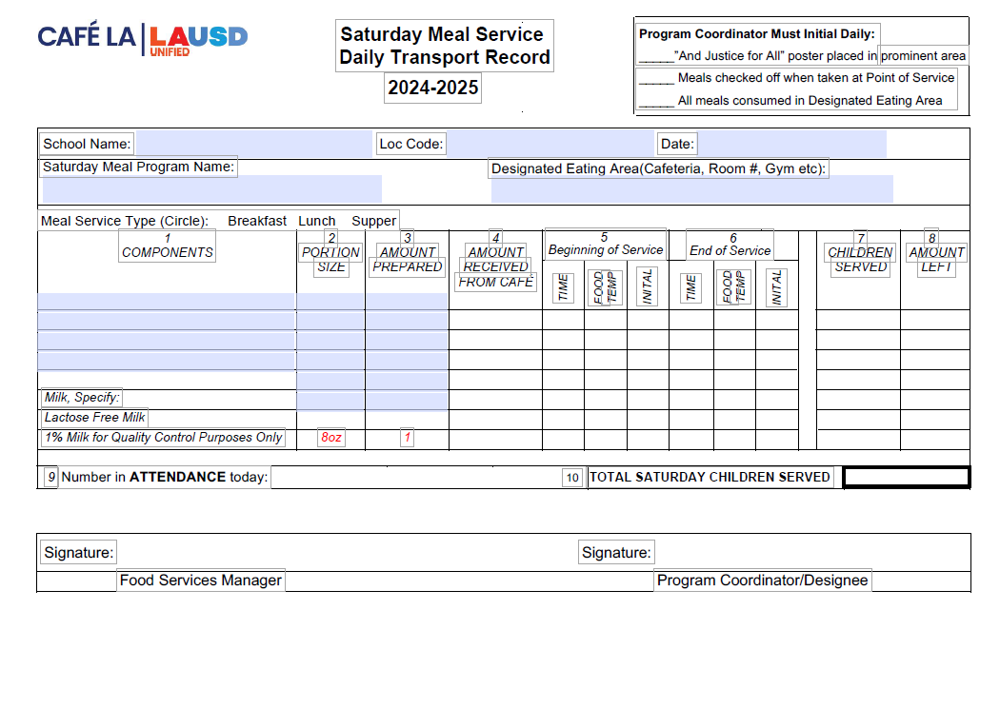 CAFÉ LA LAUSD
UNIFIED
Saturday Meal Service
Daily Transport Record
2024-2025
Program Coordinator Must Initial Daily:
_____"And Justice for All" poster placed in prominent area
_____ Meals checked off when taken at Point of Service
_____ All meals consumed in Designated Eating Area
School Name: Loc Code: Date:
Saturday Meal Program Name: Designated Eating Area(Cafeteria, Room #, Gym etc):
Meal Service Type (Circle): Breakfast Lunch Supper
1 2 3 4 5 6 7 8
COMPONENTS PORTION AMOUNT AMOUNT Beginning of Service End of Service CHILDREN AMOUNT
SIZE PREPARED RECEIVED SERVED LEFT
FROM CAFÉ
TIME FOOD TEMP INITAL TIME FOOD TEMP INITAL
Milk, Specify:
Lactose Free Milk
1% Milk for Quality Control Purposes Only 8oz 1
9 Number in ATTENDANCE today: 10 TOTAL SATURDAY CHILDREN SERVED
Signature: Signature:
Food Services Manager Program Coordinator/Designee